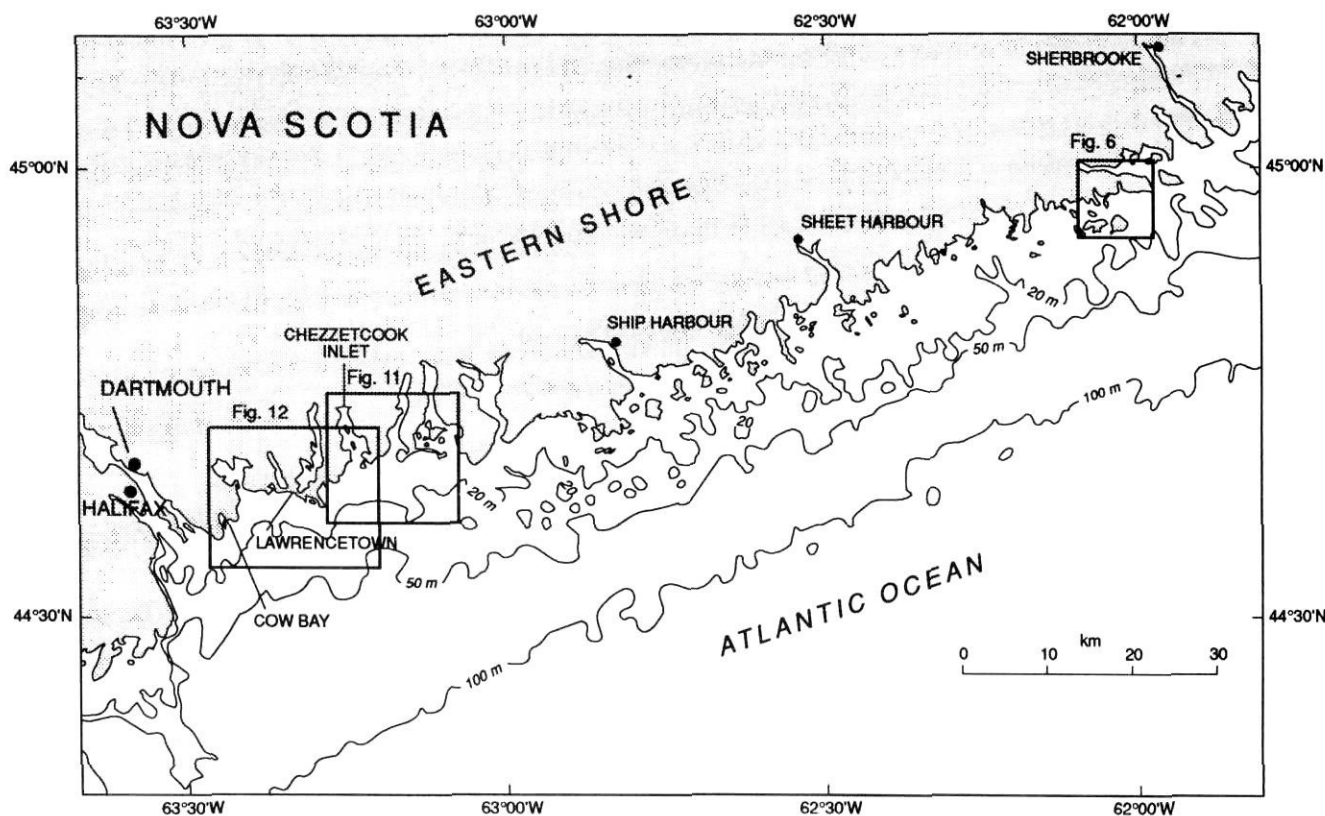 63°30'W 63°00'W 62°30'W 62°00'W
SHERBROOKE
NOVA SCOTIA
Fig. 6
45°00'N 45°00'N
EASTERN SHORE
SHEET HARBOUR
20 m
50 m
SHIP HARBOUR
CHEZZETCOOK
INLET
Fig. 11
100 m
DARTMOUTH
Fig. 12
20
20 m
20
HALIFAX
LAWRENCETOWN
50 m
ATLANTIC OCEAN
COW BAY
44°30'N 44°30'N
km
0 10 20 30
100 m
63°30'W 63°00'W 62°30'W 62°00'W